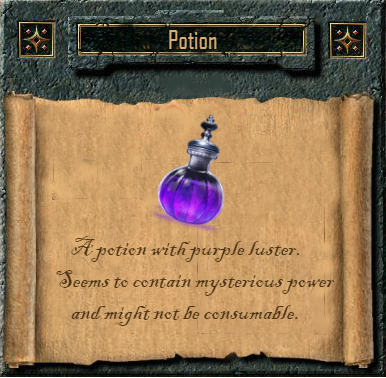 Potion
A potion with purple luster.
Seems to contain mysterious power
and might not be consumable.